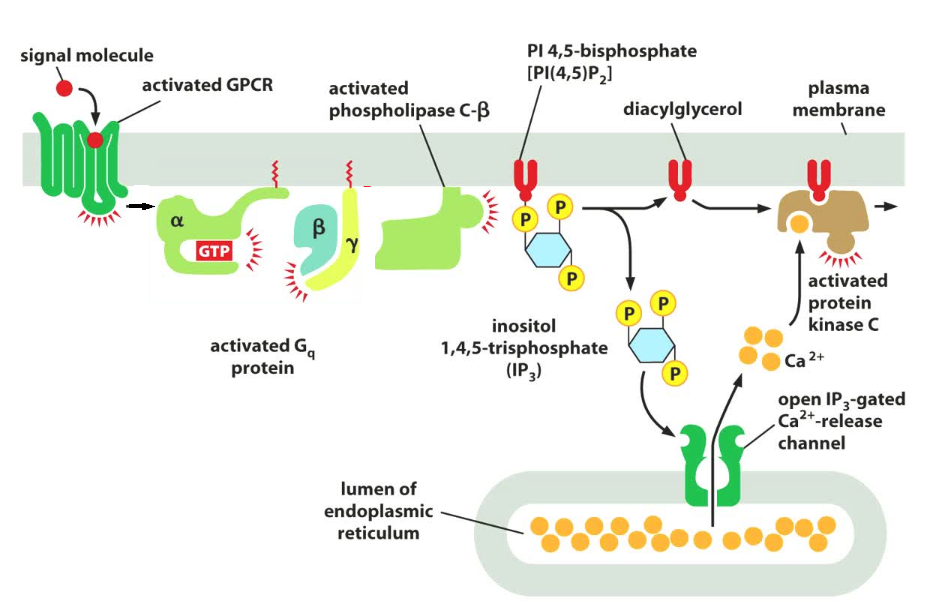 signal molecule
activated GPCR
activated
phospholipase C-β
PI 4,5-bisphosphate
[PI(4,5)P₂]
diacylglycerol
plasma
membrane
α
GTP
β
γ
P
P
P
activated Gq
protein
inositol
1,4,5-trisphosphate
(IP₃)
P
P
P
activated
protein
kinase C
Ca²⁺
open IP₃-gated
Ca²⁺-release
channel
lumen of
endoplasmic
reticulum